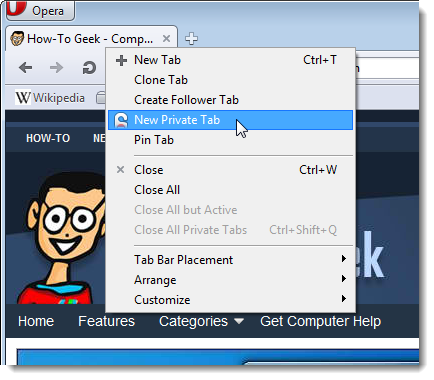 Opera
How-To Geek - Comp...
New Tab Ctrl+T
Clone Tab
Create Follower Tab
New Private Tab
Pin Tab
Close Ctrl+W
Close All
Close All but Active
Close All Private Tabs Ctrl+Shift+Q
Tab Bar Placement
Arrange
Customize
Wikipedia
HOW-TO
Home Features Categories Get Computer Help